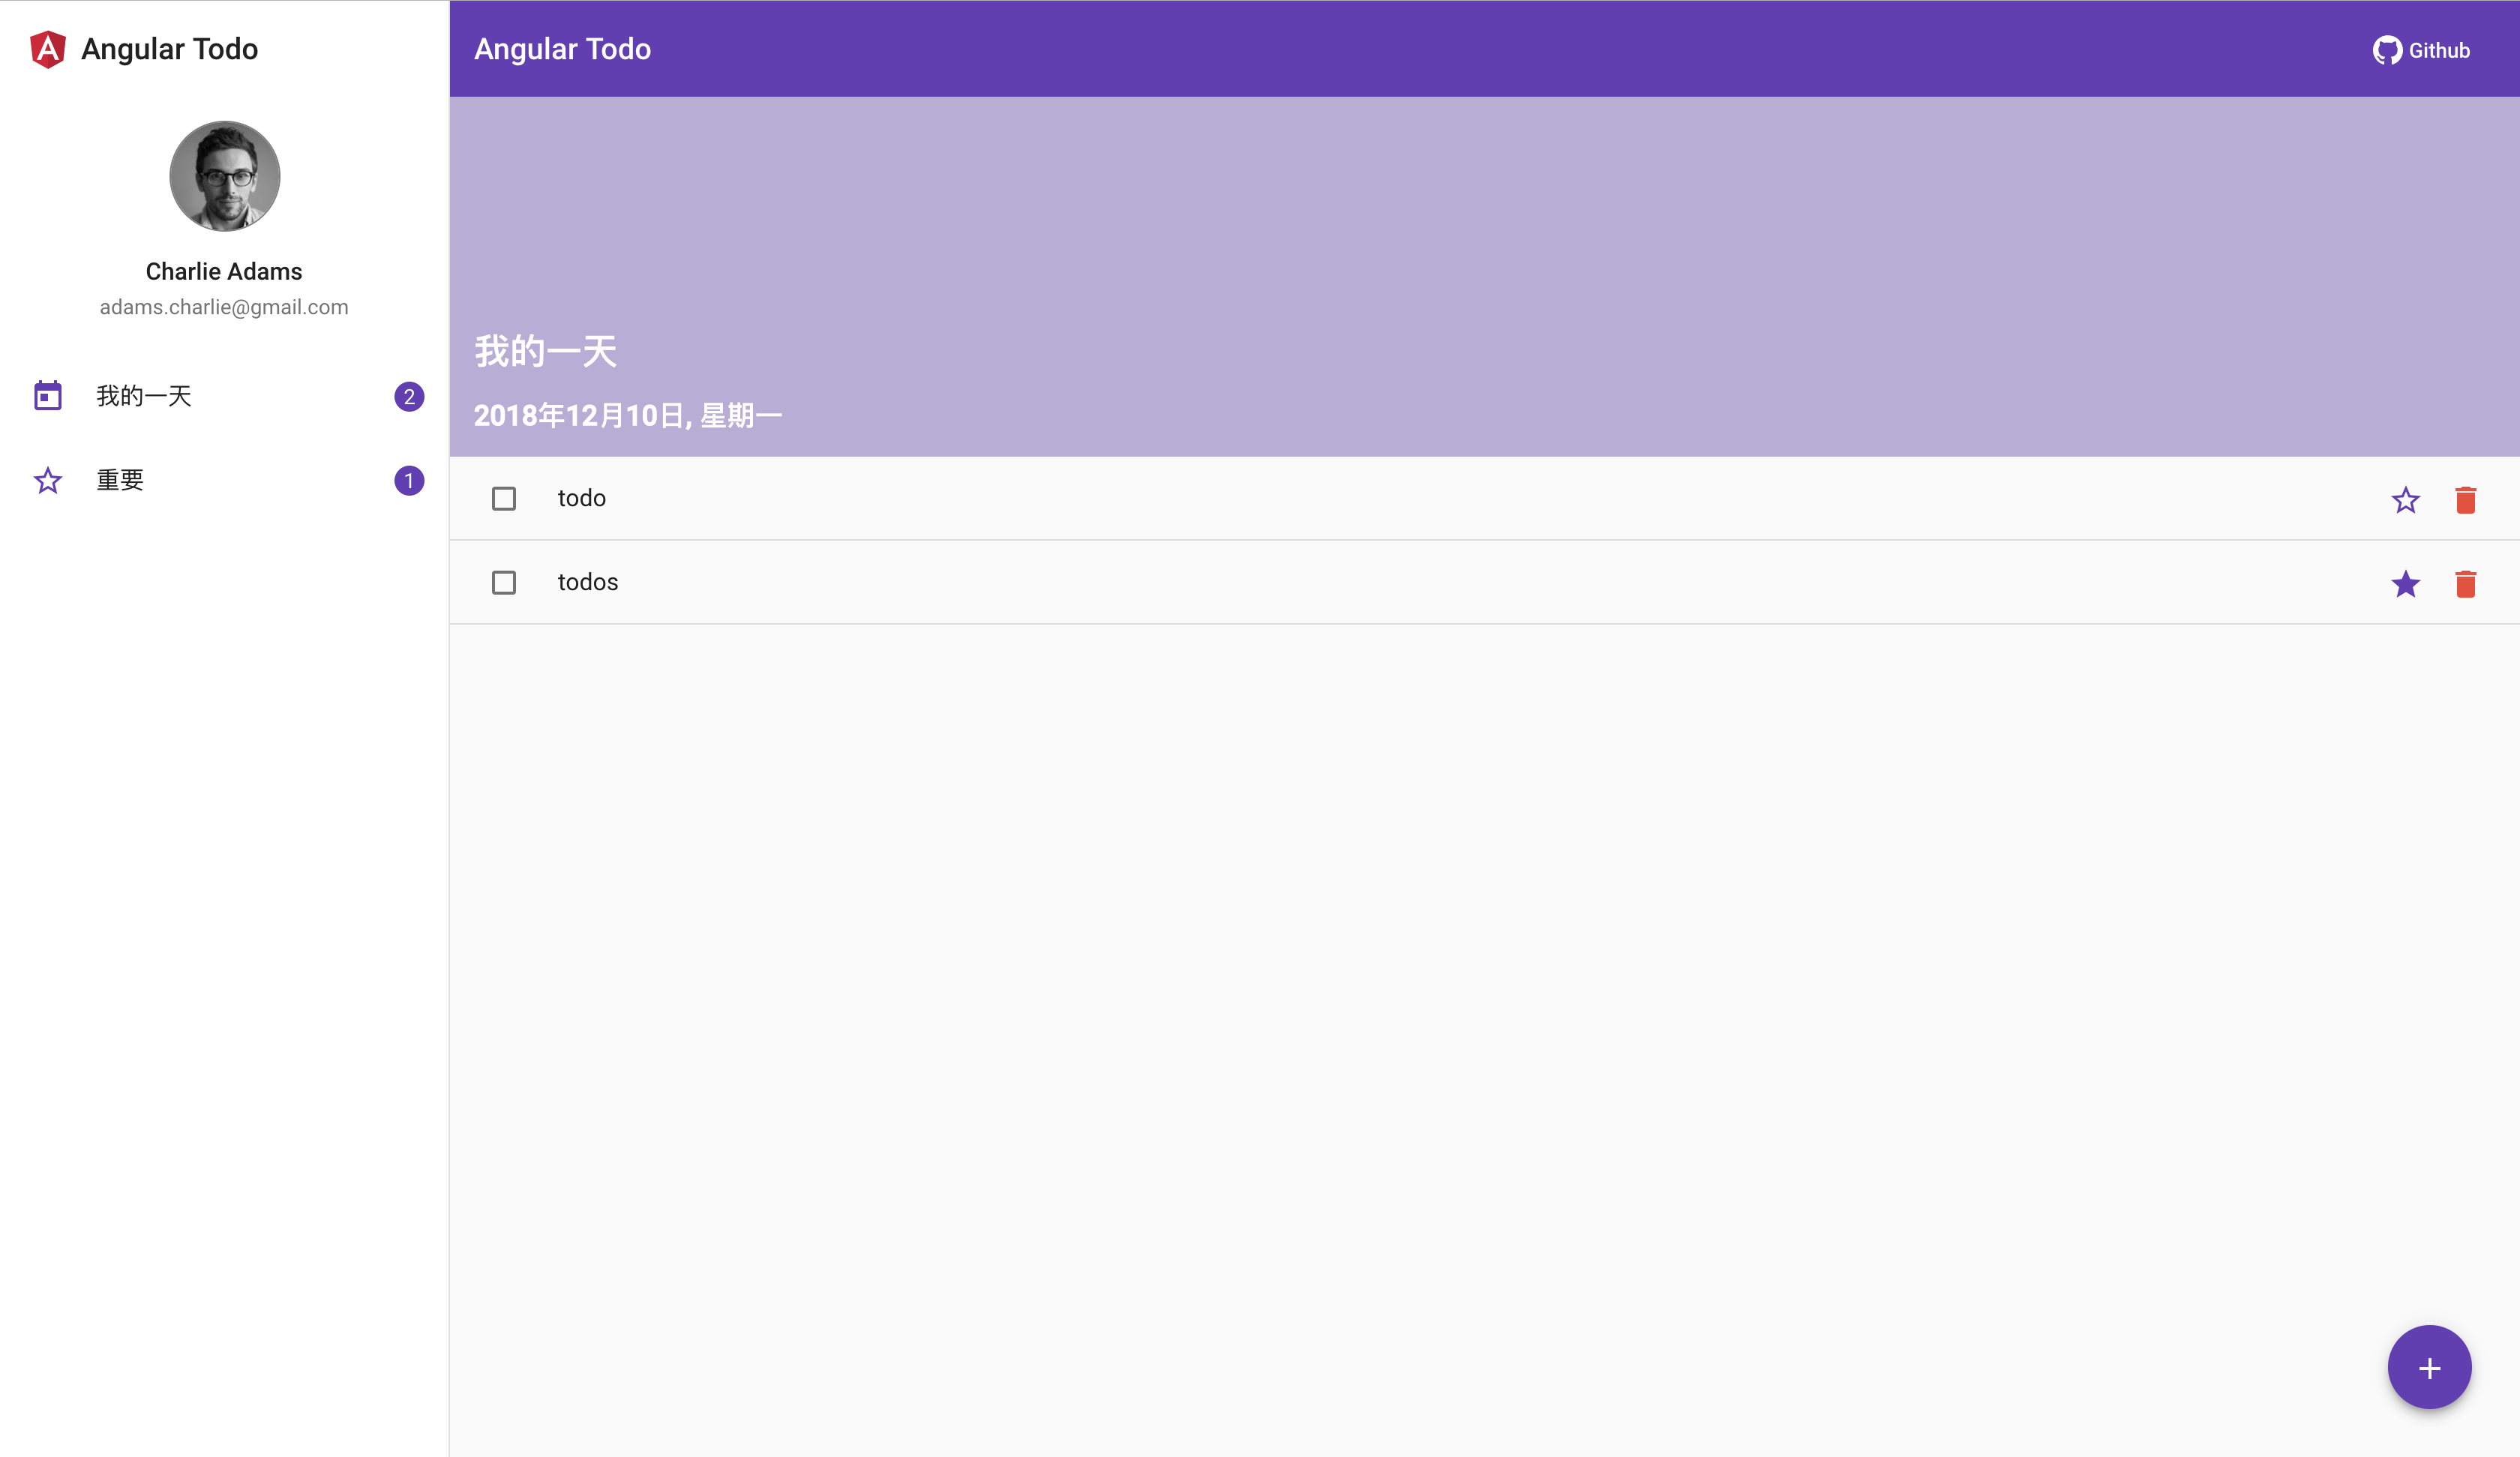 Angular Todo
Charlie Adams
adams.charlie@gmail.com
我的一天 2
重要 1
Angular Todo
Github
我的一天
2018年12月10日, 星期一
todo
todos